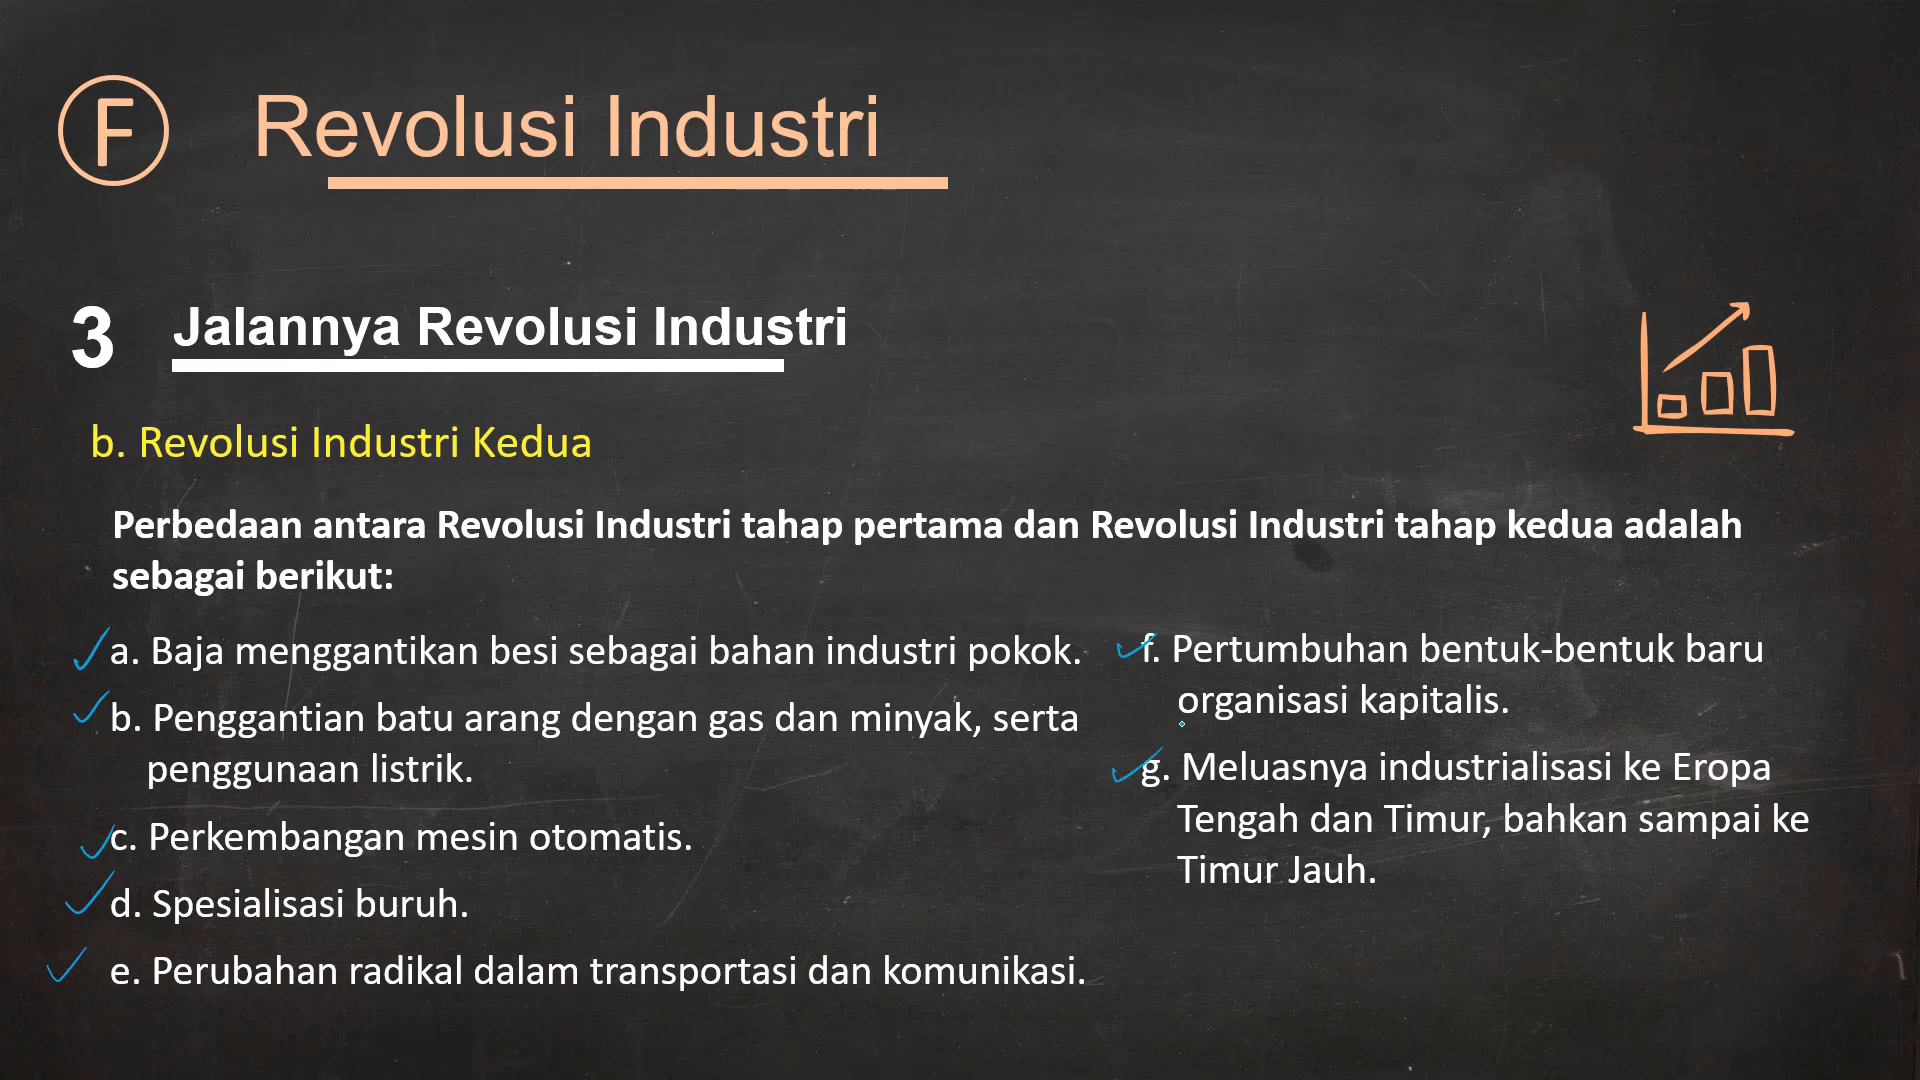 F
Revolusi Industri
3
Jalannya Revolusi Industri
b. Revolusi Industri Kedua
Perbedaan antara Revolusi Industri tahap pertama dan Revolusi Industri tahap kedua adalah
sebagai berikut:
a. Baja menggantikan besi sebagai bahan industri pokok.
b. Penggantian batu arang dengan gas dan minyak, serta
penggunaan listrik.
c. Perkembangan mesin otomatis.
d. Spesialisasi buruh.
e. Perubahan radikal dalam transportasi dan komunikasi.
f. Pertumbuhan bentuk-bentuk baru
organisasi kapitalis.
g. Meluasnya industrialisasi ke Eropa
Tengah dan Timur, bahkan sampai ke
Timur Jauh.